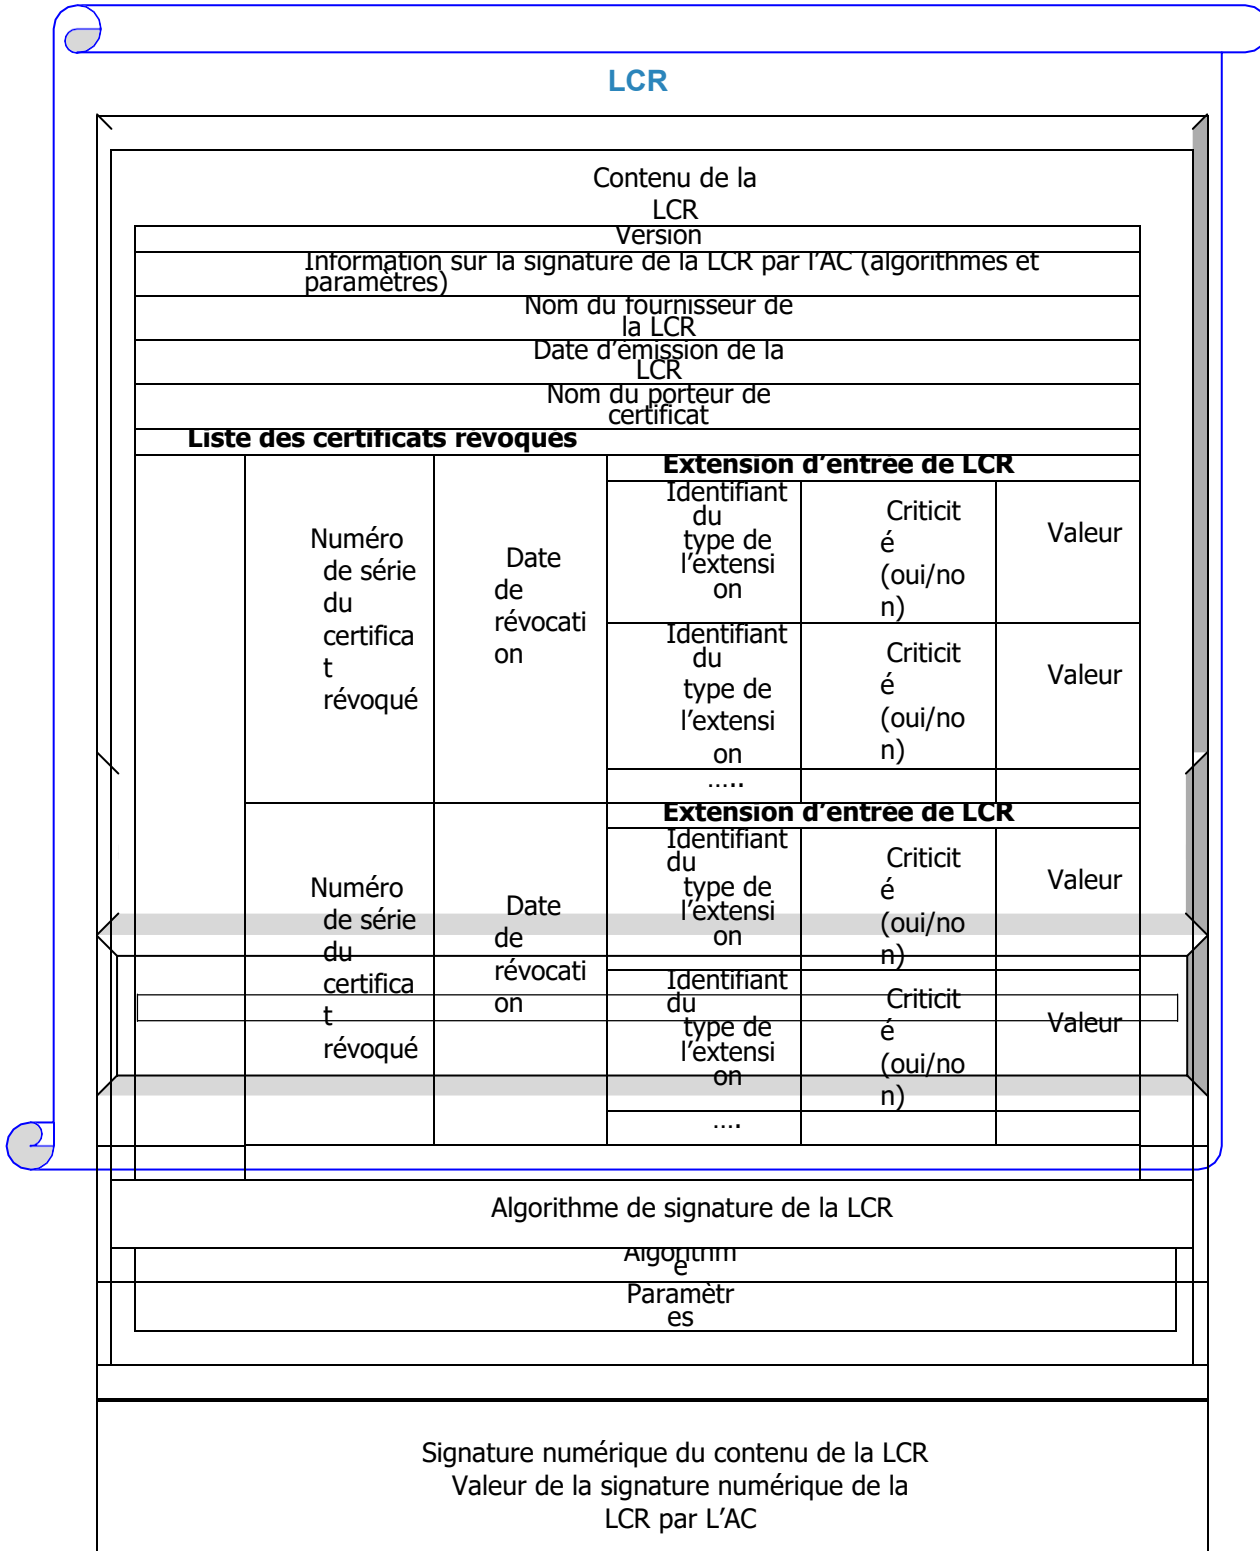 LCR
Contenu de la
LCR
Version
Information sur la signature de la LCR par l’AC (algorithmes et
paramètres)
Nom du fournisseur de
la LCR
Date d’émission de la
LCR
Nom du porteur de
certificat
Liste des certificats révoqués
Numéro
de série
du
certifica
t
révoqué
Date
de
révocati
on
Extension d’entrée de LCR
Identifiant
du
type de
l’extensi
on
Criticit
é
(oui/no
n)
Valeur
Identifiant
du
type de
l’extensi
on
Criticit
é
(oui/no
n)
Valeur
…..
Numéro
de série
du
certifica
t
révoqué
Date
de
révocati
on
Extension d’entrée de LCR
Identifiant
du
type de
l’extensi
on
Criticit
é
(oui/no
n)
Valeur
Identifiant
du
type de
l’extensi
on
Criticit
é
(oui/no
n)
Valeur
….
Algorithme de signature de la LCR
Algorithm
e
Paramètr
es
Signature numérique du contenu de la LCR
Valeur de la signature numérique de la
LCR par L’AC